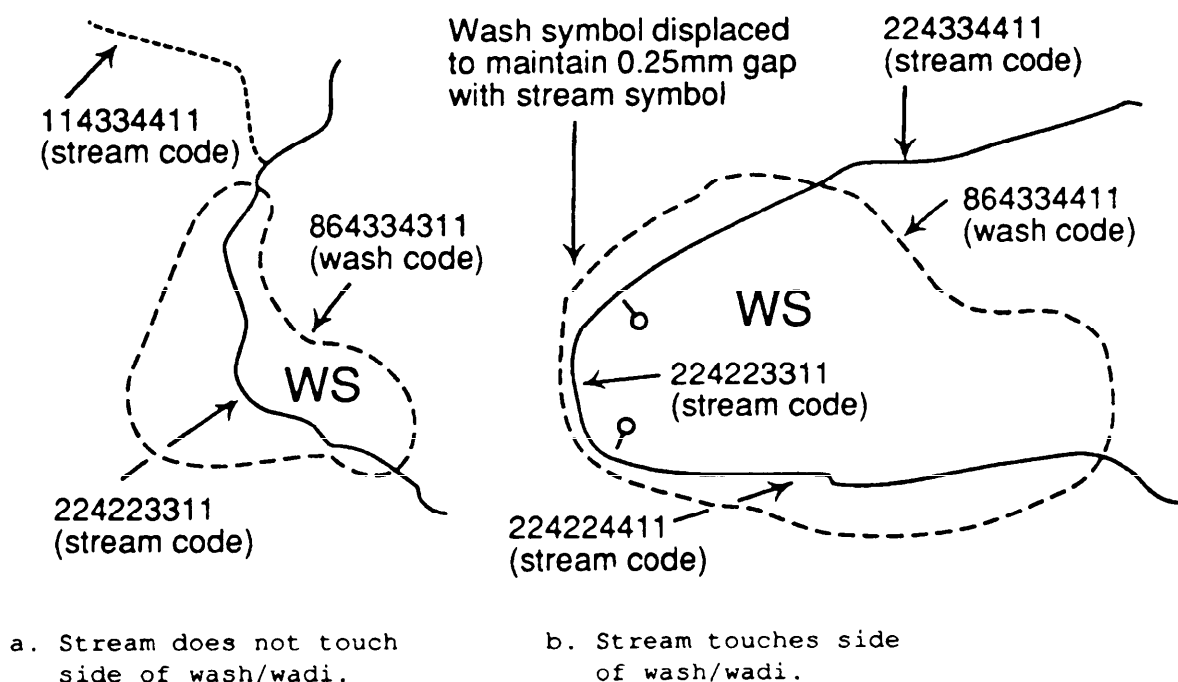 114334411
(stream code)
864334311
(wash code)
WS
224223311
(stream code)
Wash symbol displaced
to maintain 0.25mm gap
with stream symbol
224334411
(stream code)
864334411
(wash code)
WS
224223311
(stream code)
224224411
(stream code)
a. Stream does not touch
side of wash/wadi.
b. Stream touches side
of wash/wadi.